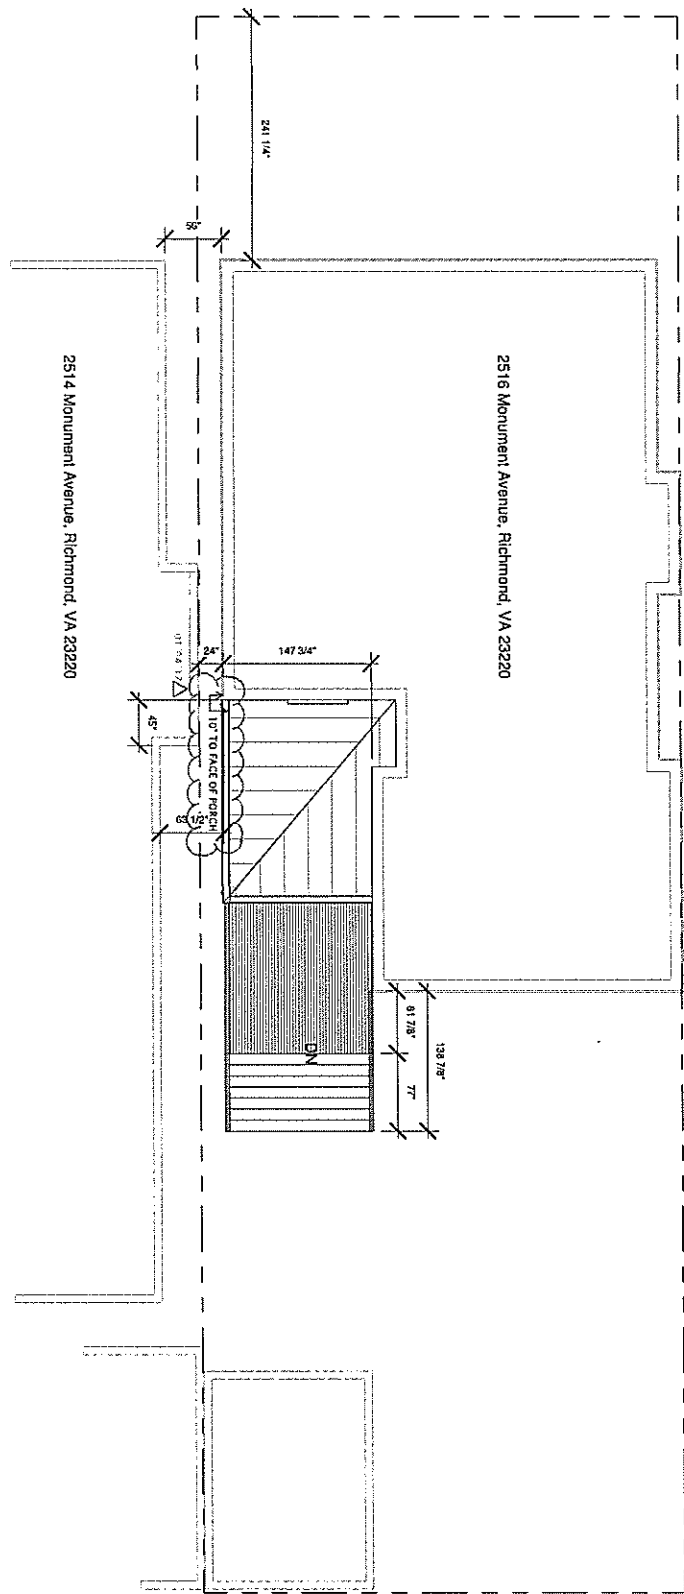 241 1/4"
56"
2516 Monument Avenue, Richmond, VA 23220
2514 Monument Avenue, Richmond, VA 23220
24"
147 3/4"
45"
10" TO FACE OF PORCH
63 1/2"
61 7/8"
138 7/8"
DN
77"